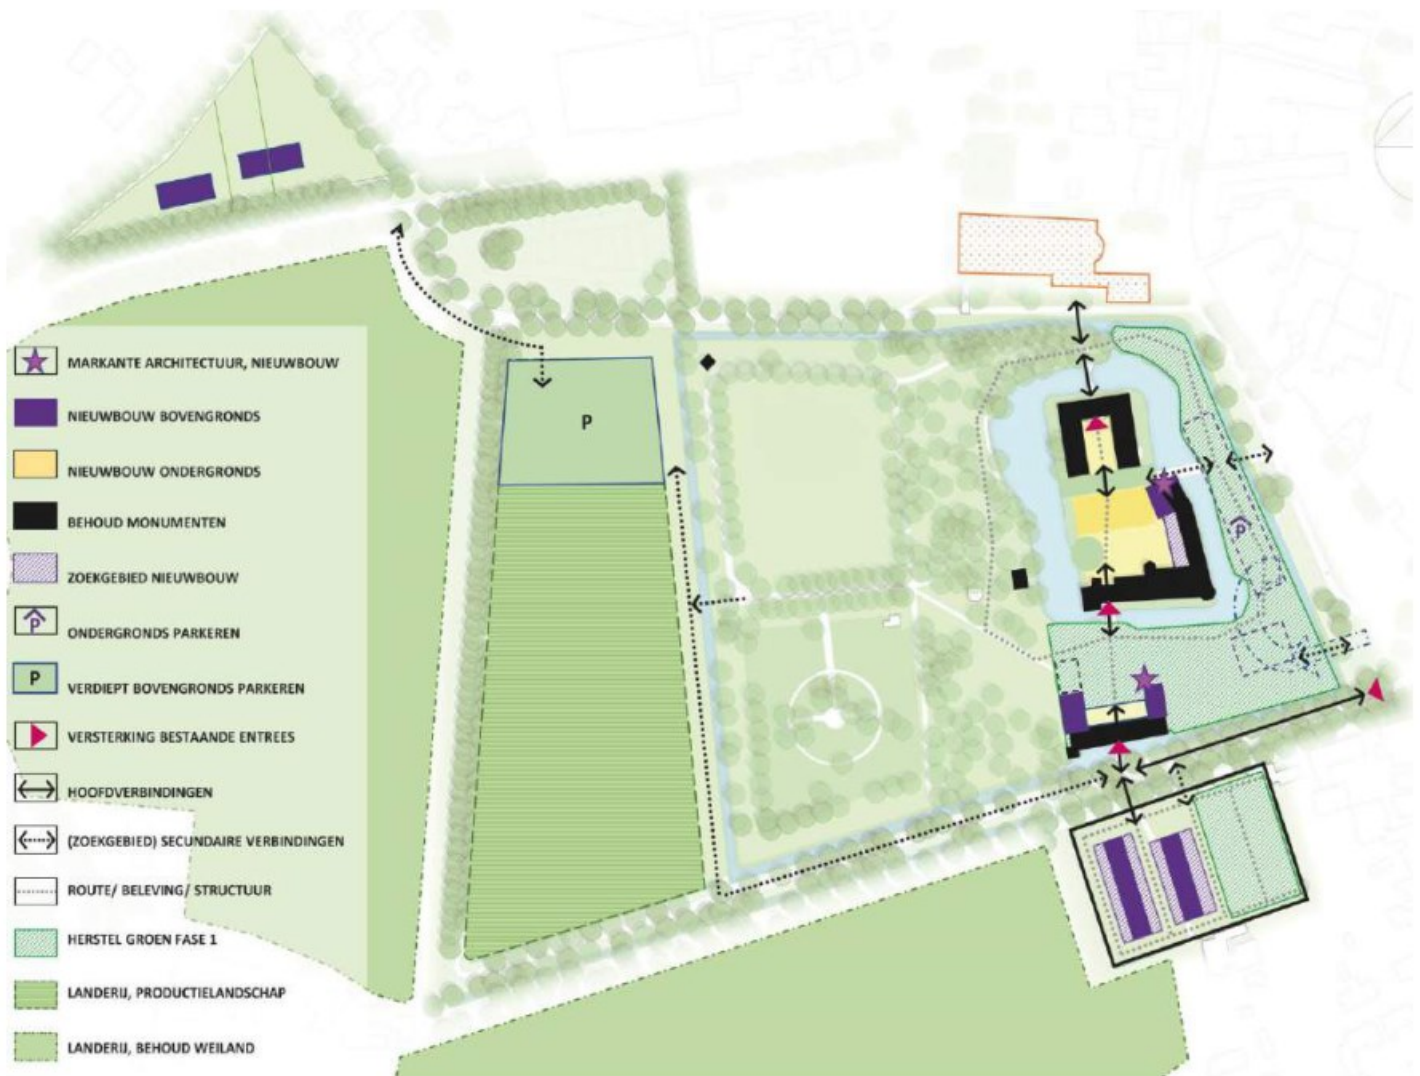 MARKANTE ARCHITECTUUR, NIEUWBOUW
NIEUWBOUW BOVENGRONDS
NIEUWBOUW ONDERGRONDS
BEHOUD MONUMENTEN
ZOEKGEBIED NIEUWBOUW
P ONDERGRONDS PARKEREN
P VERDIEPT BOVENGRONDS PARKEREN
VERSTERKING BESTAANDE ENTREES
HOOFDVERBINDINGEN
(ZOEKGEBIED) SECUNDAIRE VERBINDINGEN
ROUTE/ BELEVING/ STRUCTUUR
HERSTEL GROEN FASE 1
LANDERIJ, PRODUCTIELANDSCHAP
LANDERIJ, BEHOUD WEILAND
P
P